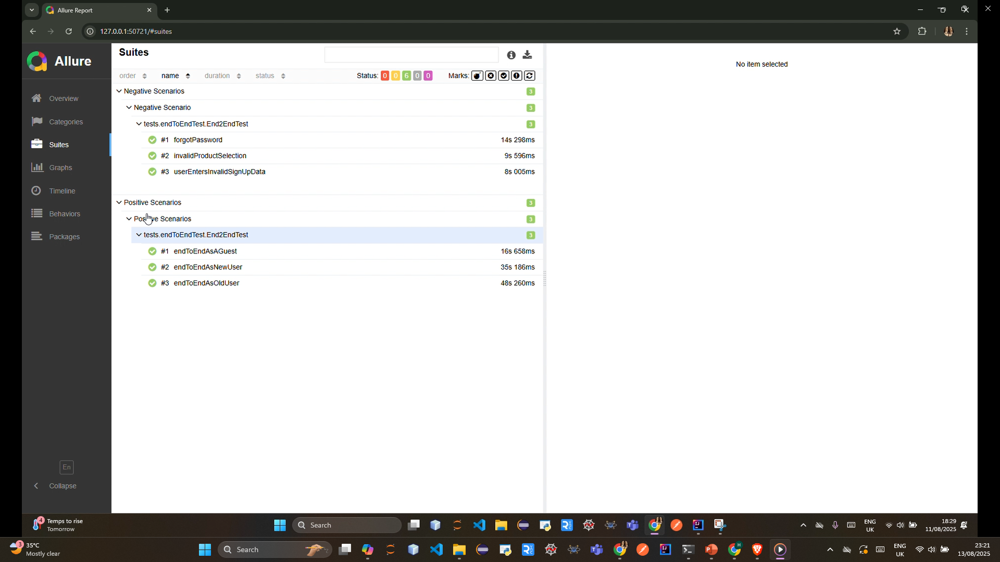 Allure Report
127.0.0.1:50721/#suites
Allure
Overview
Categories
Suites
Graphs
Timeline
Behaviors
Packages
En
Collapse
Suites
order name duration status Status: 0 0 6 0 0 Marks:
Negative Scenarios 3
Negative Scenario 3
tests.endToEndTest.End2EndTest 3
#1 forgotPassword 14s 298ms
#2 invalidProductSelection 9s 596ms
#3 userEntersInvalidSignUpData 8s 005ms
Positive Scenarios 3
Positive Scenarios 3
tests.endToEndTest.End2EndTest 3
#1 endToEndAsAGuest 16s 658ms
#2 endToEndAsNewUser 35s 186ms
#3 endToEndAsOldUser 48s 260ms
No item selected
4 Temps to rise
Tomorrow
Search
ENG
UK
18:29
11/08/2025
3 35°C
Mostly clear
Search
ENG
UK
23:21
13/08/2025